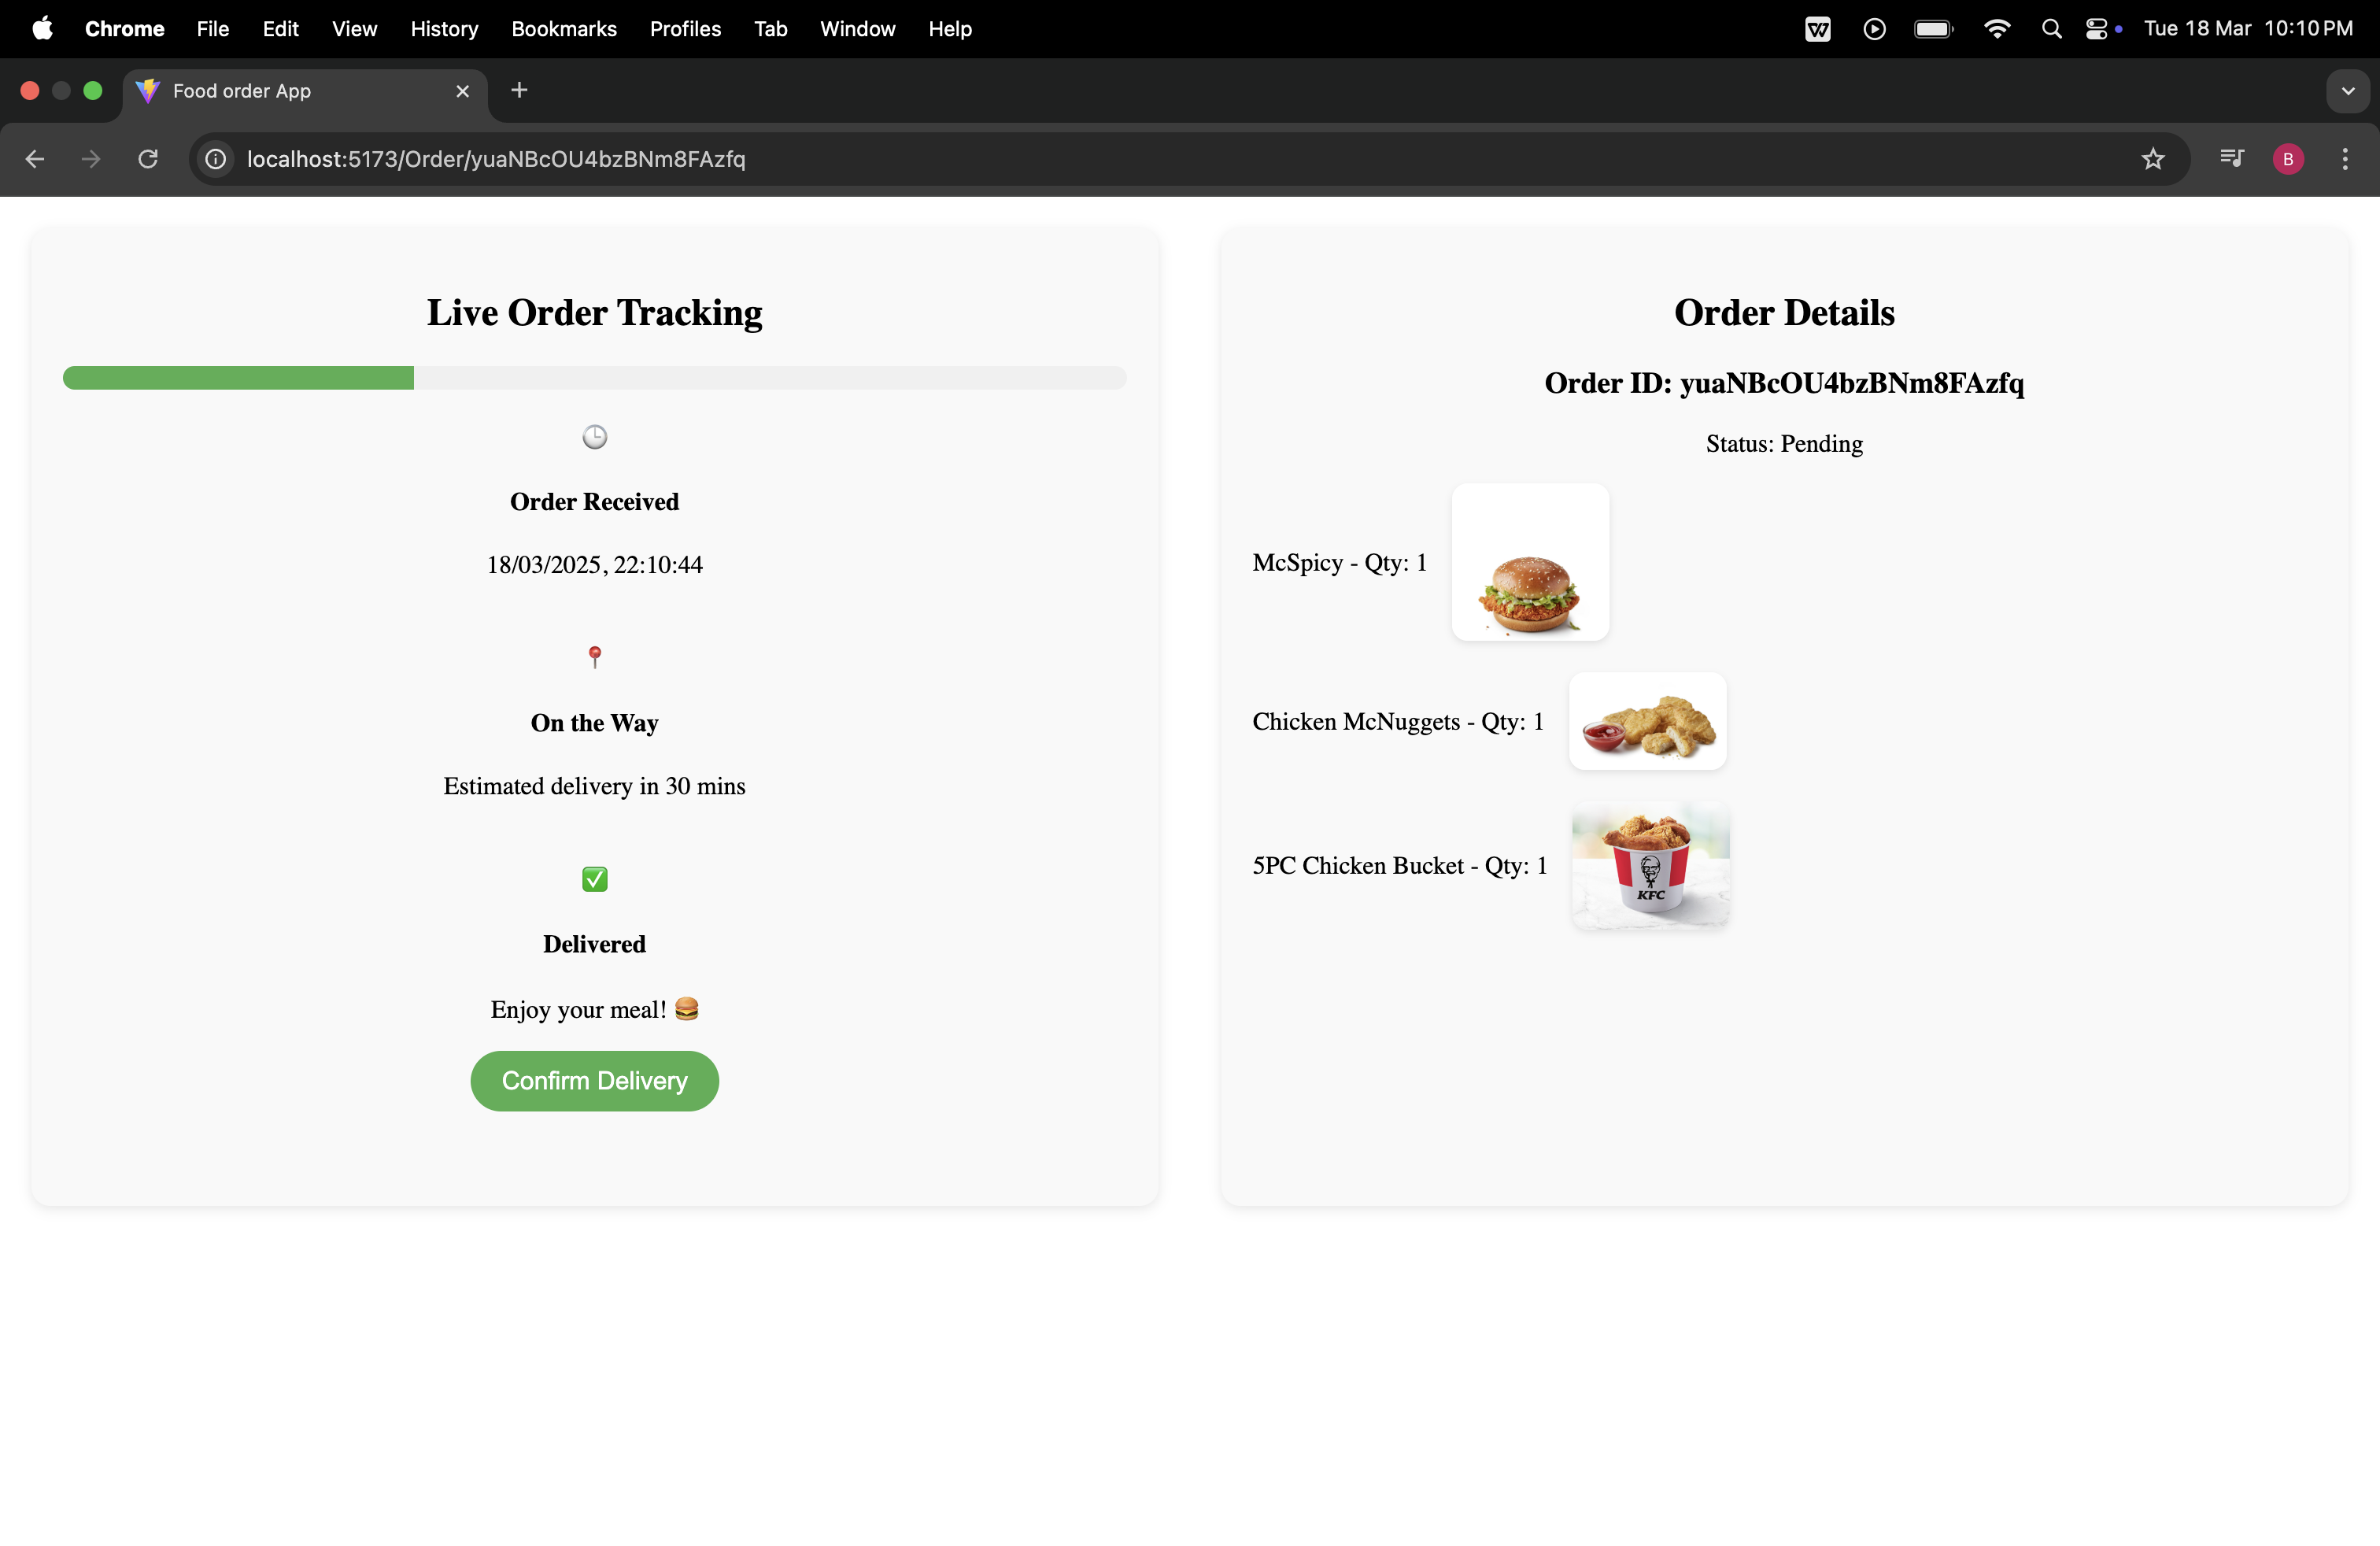 Chrome File Edit View History Bookmarks Profiles Tab Window Help Tue 18 Mar 10:10 PM
Food order App
localhost:5173/Order/yuaNBcOU4bzBNm8FAzfq
B
Live Order Tracking
Order Received
18/03/2025, 22:10:44
On the Way
Estimated delivery in 30 mins
Delivered
Enjoy your meal! 🍔
Confirm Delivery
Order Details
Order ID: yuaNBcOU4bzBNm8FAzfq
Status: Pending
McSpicy - Qty: 1
Chicken McNuggets - Qty: 1
5PC Chicken Bucket - Qty: 1
KFC